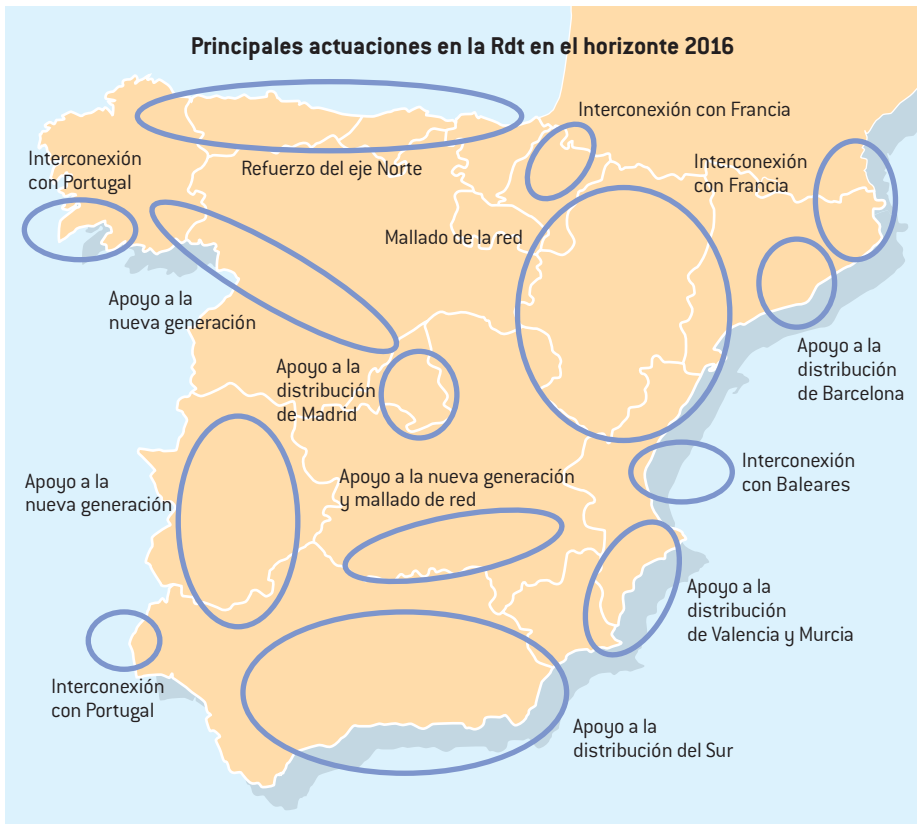 Principales actuaciones en la Rdt en el horizonte 2016
Interconexión con Francia
Interconexión
con Portugal
Refuerzo del eje Norte
Interconexión
con Francia
Mallado de la red
Apoyo a la
nueva generación
Apoyo a la
distribución
de Madrid
Apoyo a la
distribución
de Barcelona
Apoyo a la
nueva generación
Apoyo a la nueva generación
y mallado de red
Interconexión
con Baleares
Apoyo a la
distribución
de Valencia y Murcia
Interconexión
con Portugal
Apoyo a la
distribución del Sur